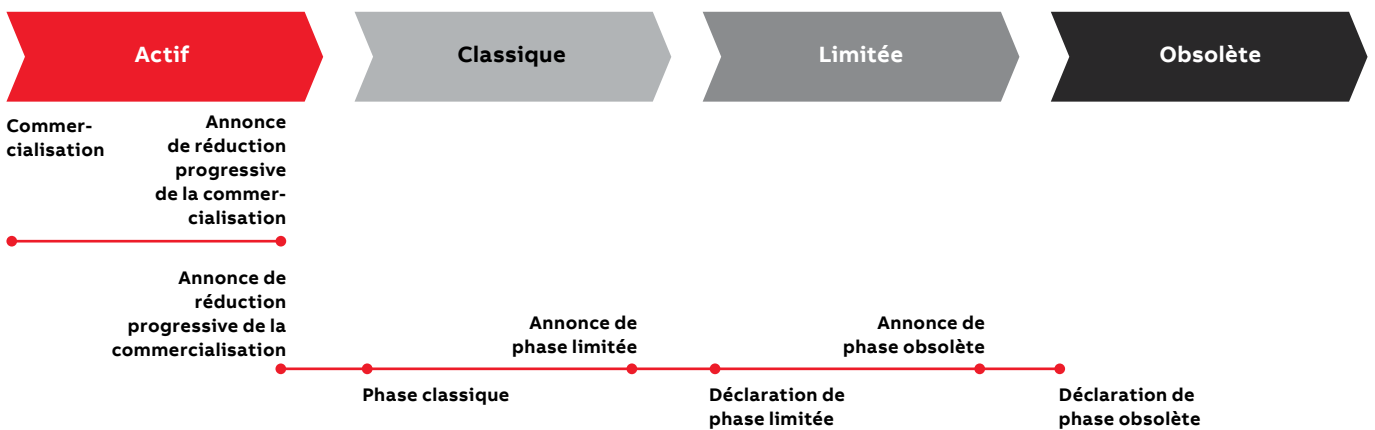 Actif
Classique
Limitée
Obsolète
Commer-
cialisation
Annonce
de réduction
progressive
de la commer-
cialisation
Annonce de
réduction
progressive de la
commercialisation
Annonce de
phase limitée
Annonce de
phase obsolète
Phase classique
Déclaration de
phase limitée
Déclaration de
phase obsolète